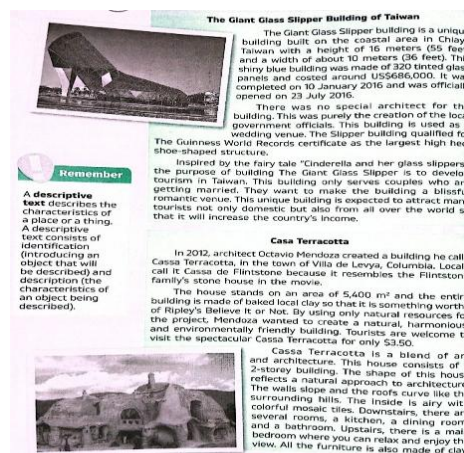 The Giant Glass Slipper Building of Taiwan
The Giant Glass Slipper building is a uniqu
building built on the coastal area in Chiay
Taiwan with a height of 16 meters (55 fee
and a width of about 10 meters (36 feet). Thi
shiny blue building was made of 320 tinted glas
panels and costed around US$686,000. It wa
completed on 10 January 2016 and was official
opened on 23 July 2016.
There was no special architect for th
building. This was purely the creation of the loca
government officials. This building is used as
wedding venue. The Slipper building qualified fo
The Guinness World Records certificate as the largest high hee
shoe-shaped structure.
Inspired by the fairy tale "Cinderella and her glass slippers
the purpose of building The Giant Glass Slipper is to develo
tourism in Taiwan. This building only serves couples who ar
getting married. They want to make the building a blissf
romantic venue. This unique building is expected to attract man
tourists not only domestic but also from all over the world s
that it will increase the country's income.
Remember
A descriptive
text describes the
characteristics of
a place or a thing.
A descriptive
text consists of
identification
(introducing an
object that will
be described) and
description (the
characteristics of
an object being
described).
Casa Terracotta
In 2012, architect Octavio Mendoza created a building he call
Cassa Terracotta, in the town of Villa de Levya, Columbia. Local
call it Cassa de Flintstone because it resembles the Flintston
family's stone house in the movie.
The house stands on an area of 5,400 m² and the entir
building is made of baked local clay so that it is something worth
of Ripley's Believe It or Not. By using only natural resources fo
the project, Mendoza wanted to create a natural, harmoniou
and environmentally friendly building. Tourists are welcome t
visit the spectacular Cassa Terracotta for only $3.50.
Cassa Terracotta is a blend of ar
and architecture. This house consists of
2-storey building. The shape of this hous
reflects a natural approach to architectur
The walls slope and the roofs curve like th
surrounding hills. The inside is airy wit
colorful mosaic tiles. Downstairs, there ar
several rooms, a kitchen, a dining room
and a bathroom. Upstairs, there is a mai
bedroom where you can relax and enjoy th
view. All the furniture is also made of clay